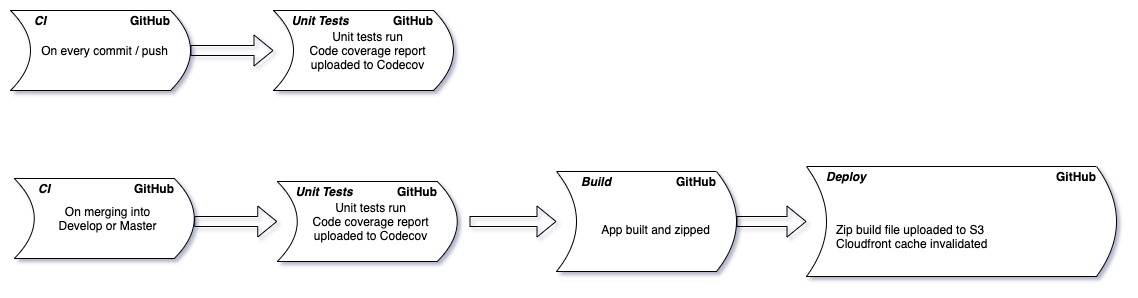 CI GitHub
On every commit / push
Unit Tests GitHub
Unit tests run
Code coverage report
uploaded to Codecov
CI GitHub
On merging into
Develop or Master
Unit Tests GitHub
Unit tests run
Code coverage report
uploaded to Codecov
Build GitHub
App built and zipped
Deploy GitHub
Zip build file uploaded to S3
Cloudfront cache invalidated